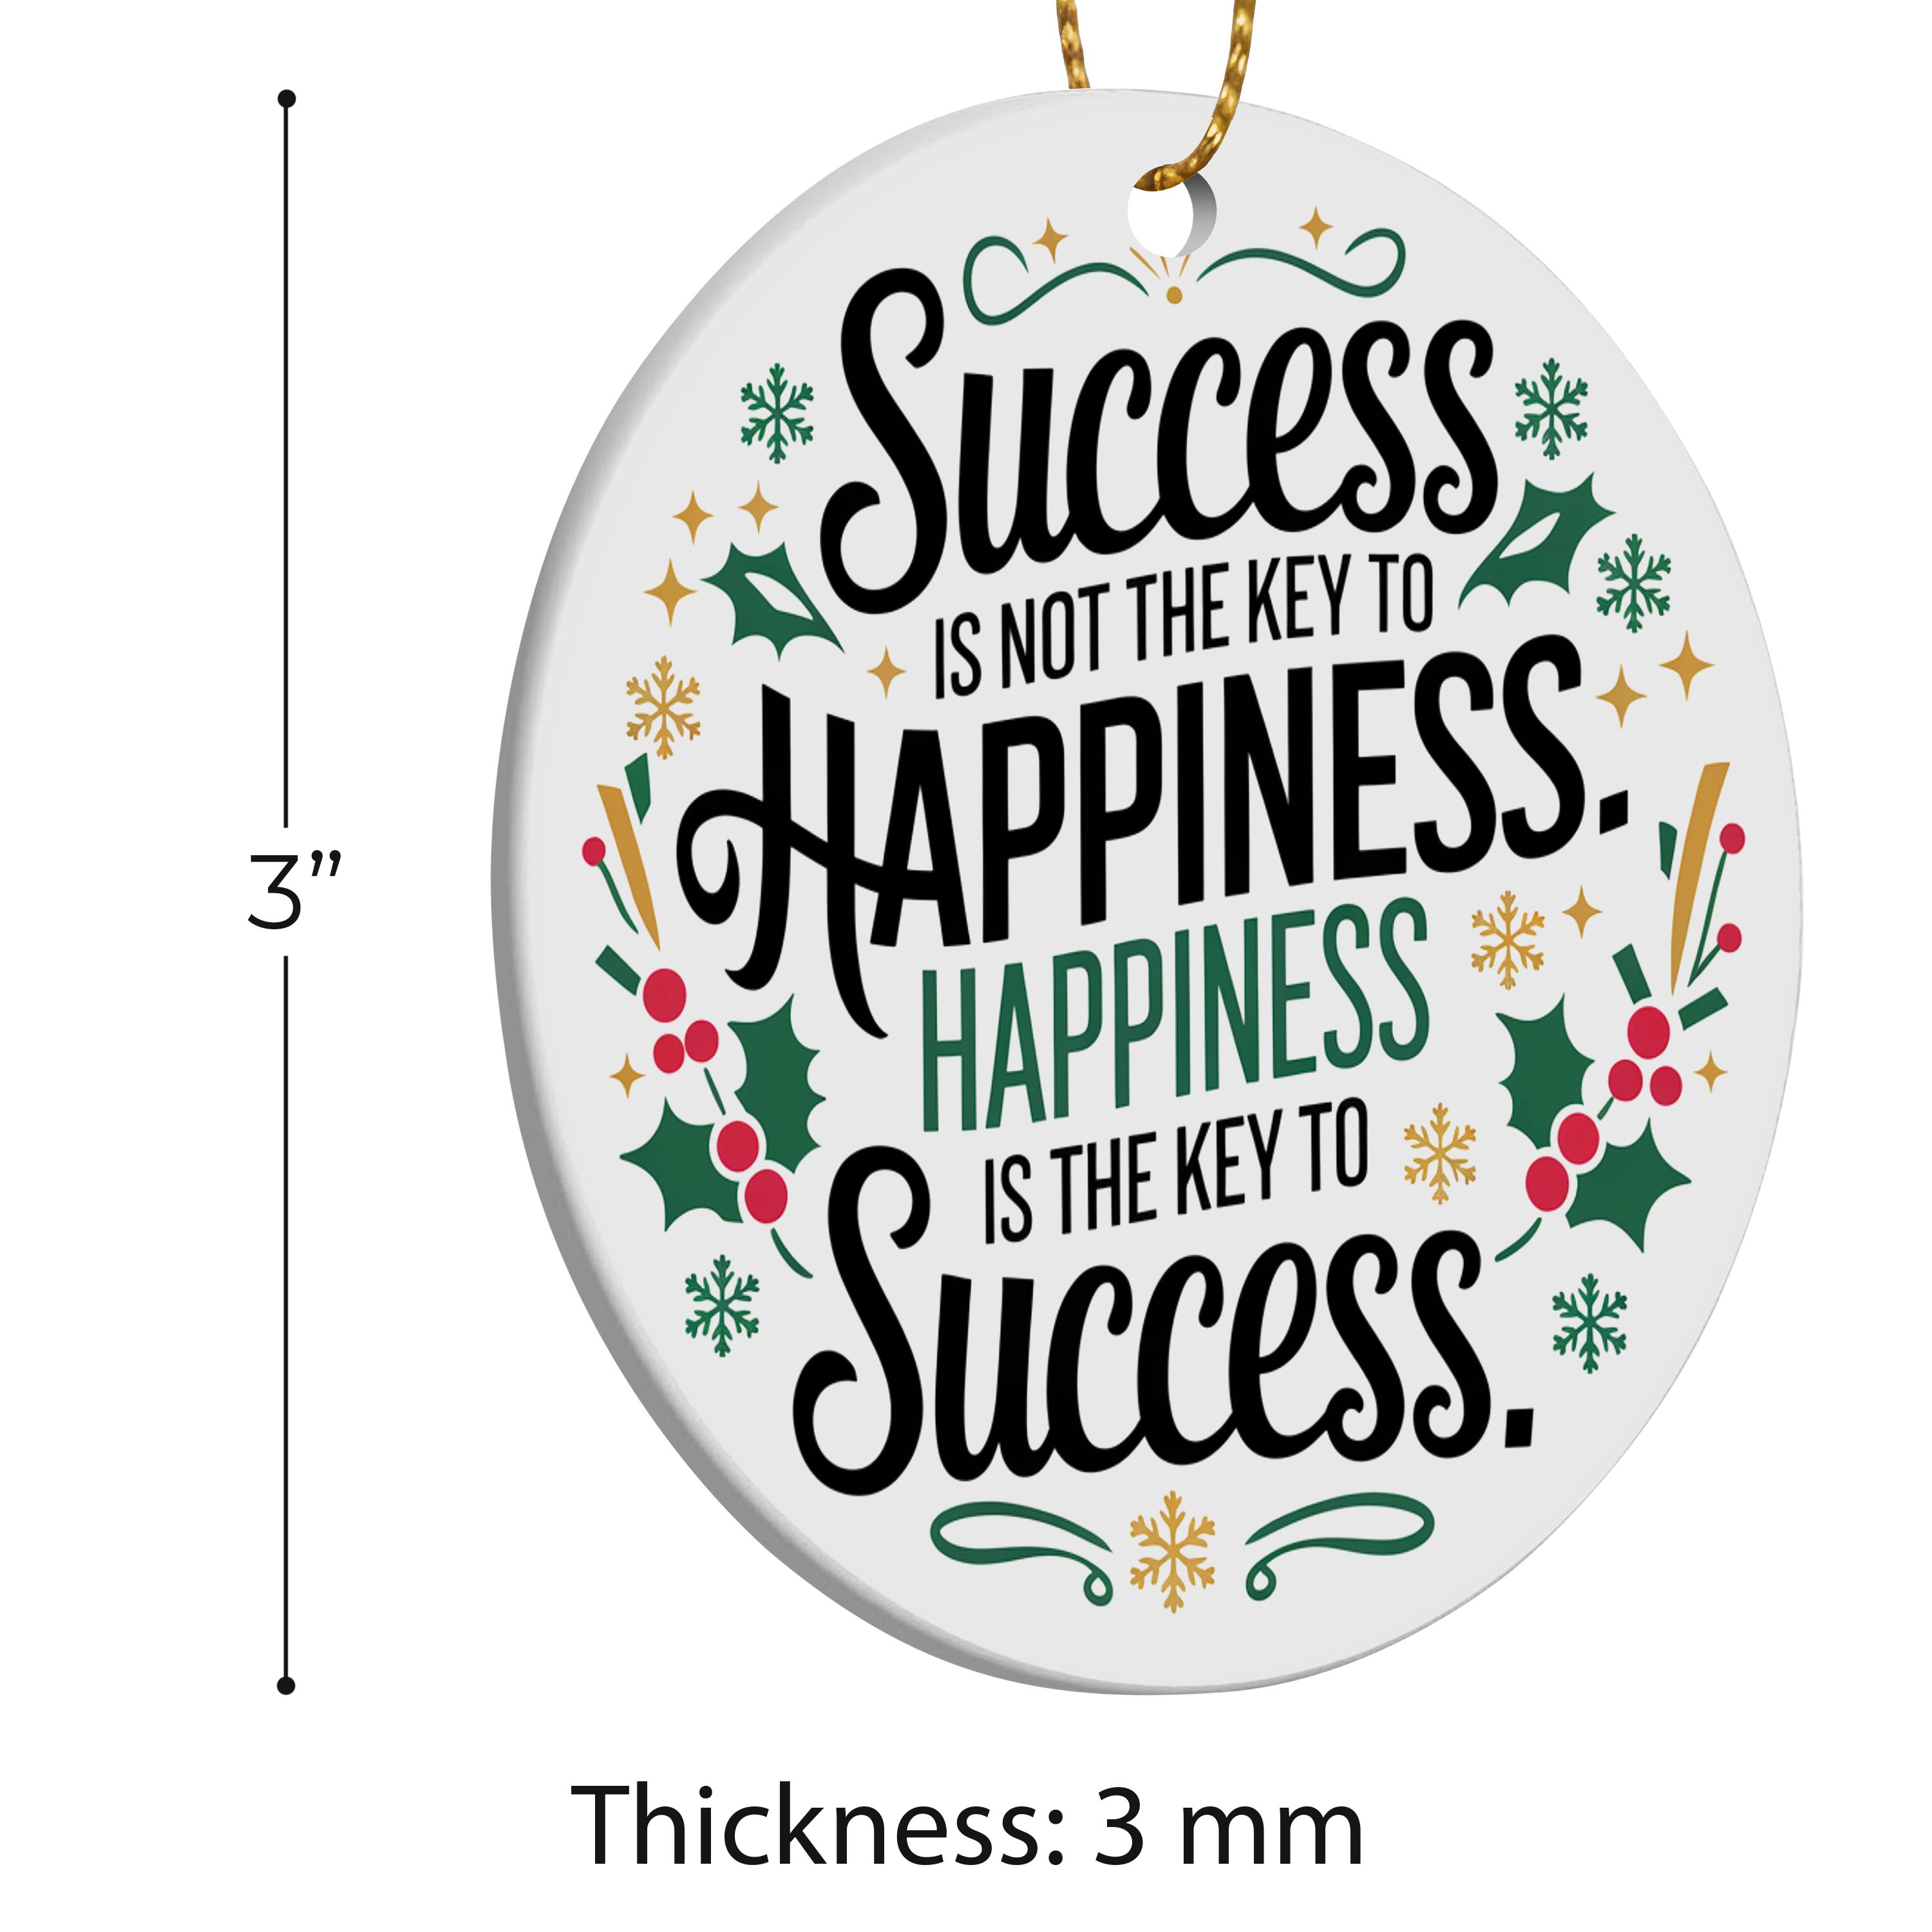 Success
IS NOT THE KEY TO
HAPPINESS.
HAPPINESS
IS THE KEY TO
Success.
3”
Thickness: 3 mm